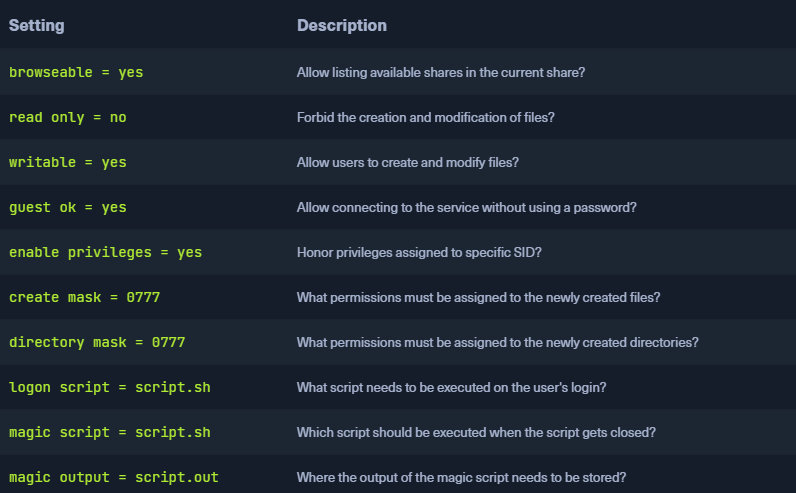 Setting Description
browseable = yes Allow listing available shares in the current share?
read only = no Forbid the creation and modification of files?
writable = yes Allow users to create and modify files?
guest ok = yes Allow connecting to the service without using a password?
enable privileges = yes Honor privileges assigned to specific SID?
create mask = 0777 What permissions must be assigned to the newly created files?
directory mask = 0777 What permissions must be assigned to the newly created directories?
logon script = script.sh What script needs to be executed on the user's login?
magic script = script.sh Which script should be executed when the script gets closed?
magic output = script.out Where the output of the magic script needs to be stored?